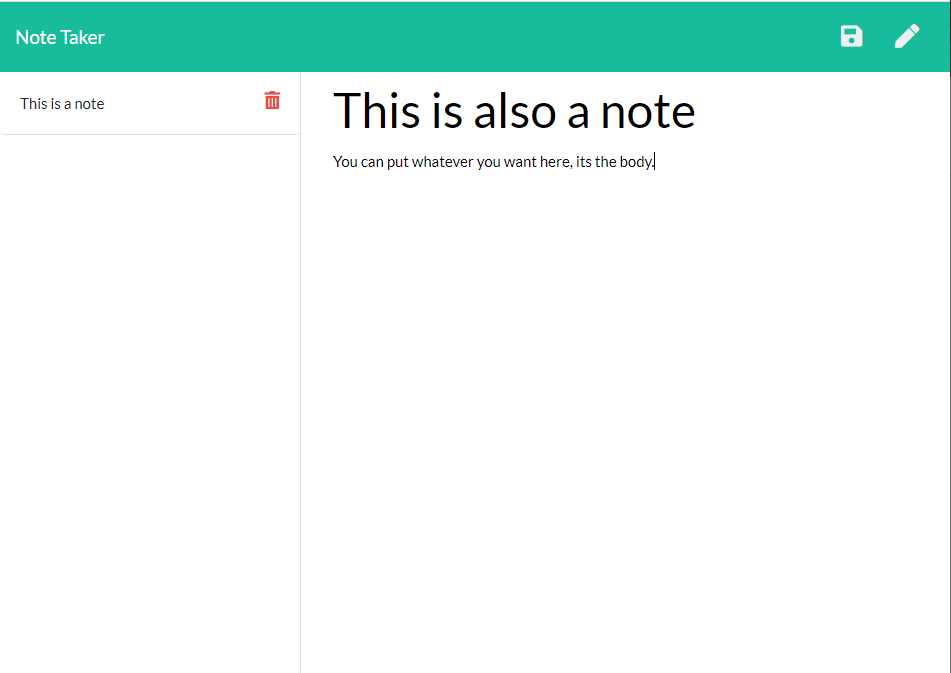 Note Taker
This is a note
This is also a note
You can put whatever you want here, its the body.